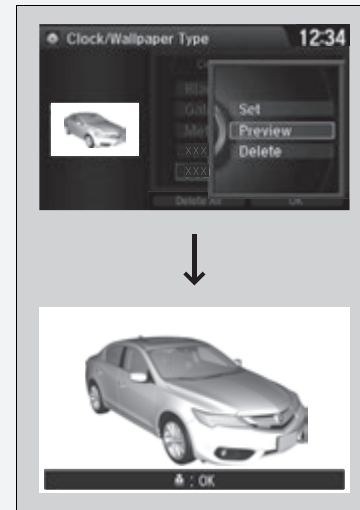 Clock/Wallpaper Type 12:34
Set
Preview
Delete
Delete All OK
: OK